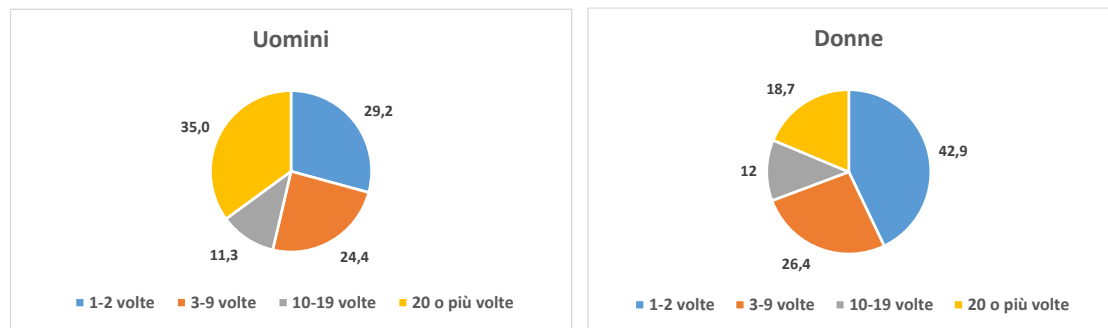 Uomini
29,2
24,4
11,3
35,0
1-2 volte 3-9 volte 10-19 volte 20 o più volte
Donne
42,9
26,4
12
18,7
1-2 volte 3-9 volte 10-19 volte 20 o più volte